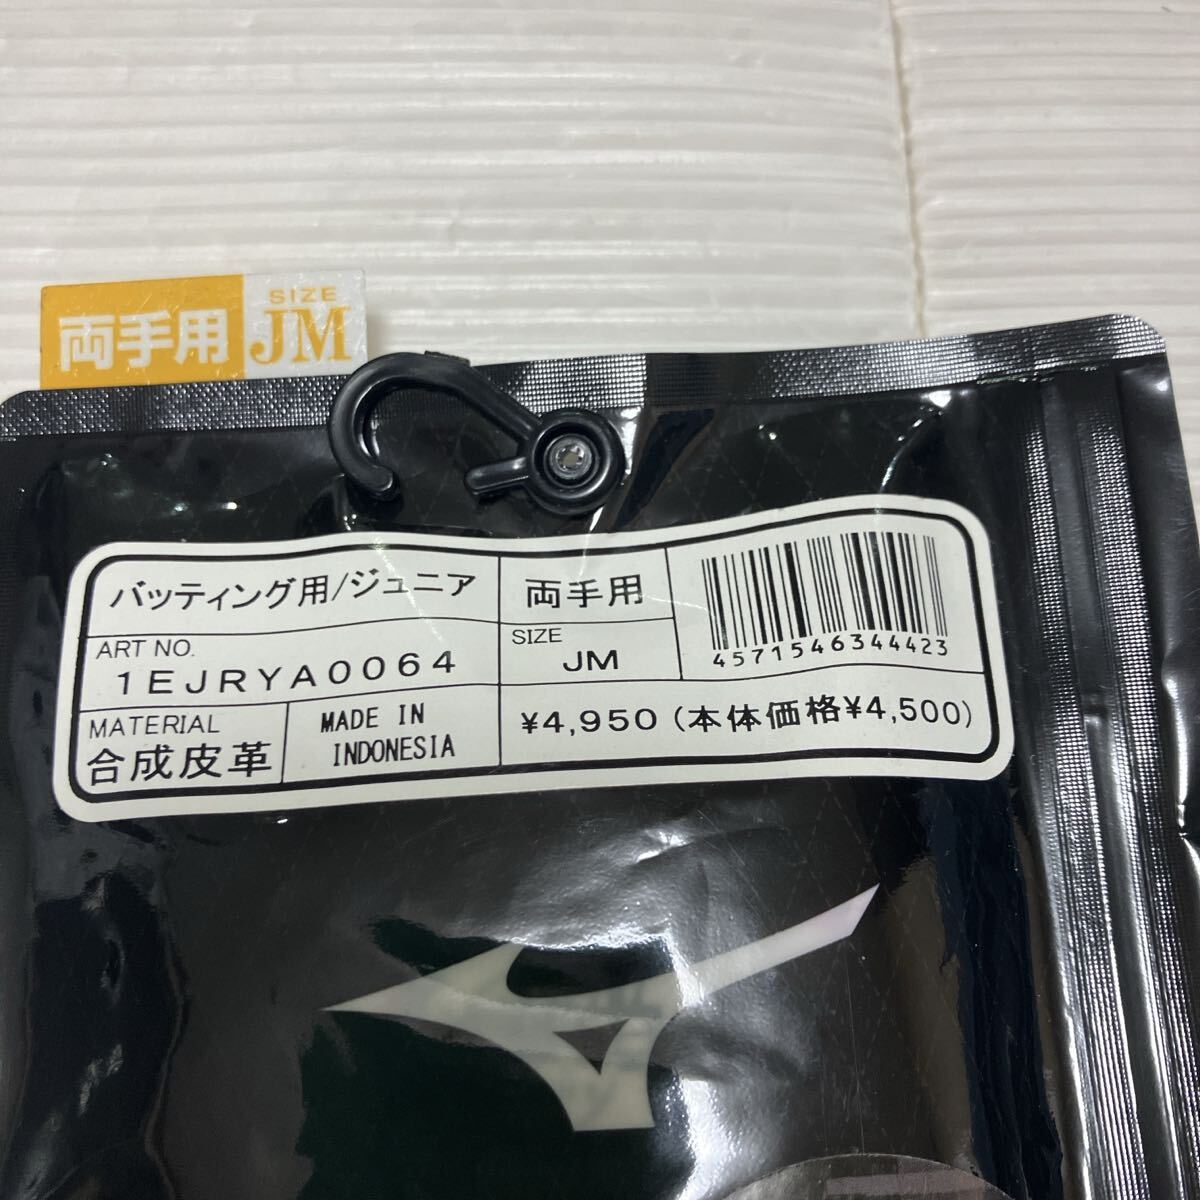 両手用
SIZE
JM
バッティング用/ジュニア
両手用
ART NO.
1EJRYA0064
SIZE
JM
4571546344423
MATERIAL
合成皮革
MADE IN
INDONESIA
¥4,950(本体価格¥4,500)